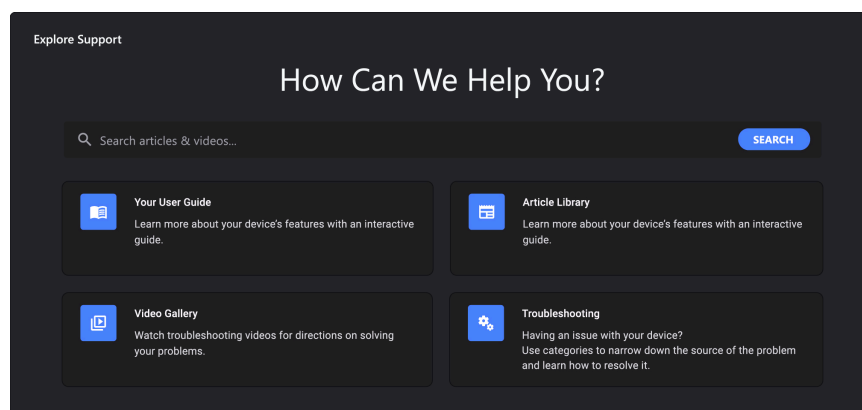 Explore Support
How Can We Help You?
Search articles & videos...
SEARCH
Your User Guide
Learn more about your device's features with an interactive
guide.
Article Library
Learn more about your device's features with an interactive
guide.
Video Gallery
Watch troubleshooting videos for directions on solving
your problems.
Troubleshooting
Having an issue with your device?
Use categories to narrow down the source of the problem
and learn how to resolve it.